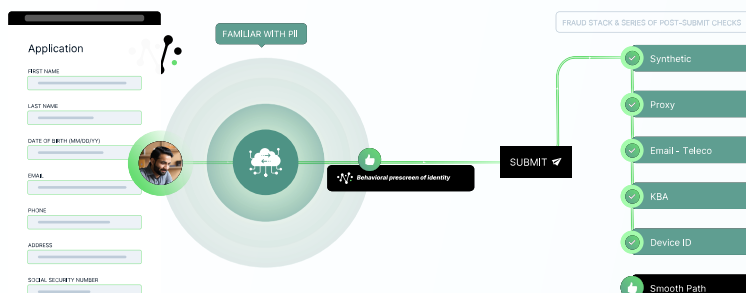 Application
FIRST NAME
LAST NAME
DATE OF BIRTH (MM/DD/YY)
EMAIL
PHONE
ADDRESS
SOCIAL SECURITY NUMBER
FAMILIAR WITH PII
Behavioral prescreen of identity
SUBMIT
FRAUD STACK & SERIES OF POST-SUBMIT CHECKS
Synthetic
Proxy
Email - Teleco
KBA
Device ID
Smooth Path